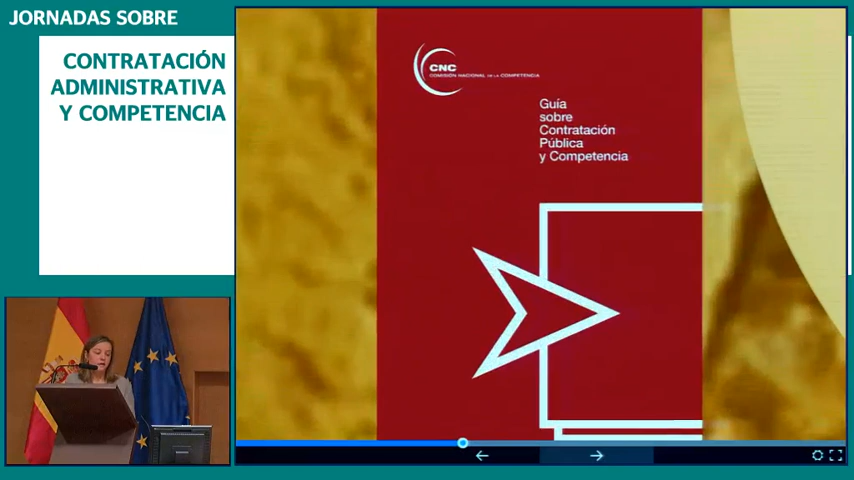 JORNADAS SOBRE
CONTRATACIÓN
ADMINISTRATIVA
Y COMPETENCIA
CNC
COMISIÓN NACIONAL DE LA COMPETENCIA
Guía
sobre
Contratación
Pública
y Competencia